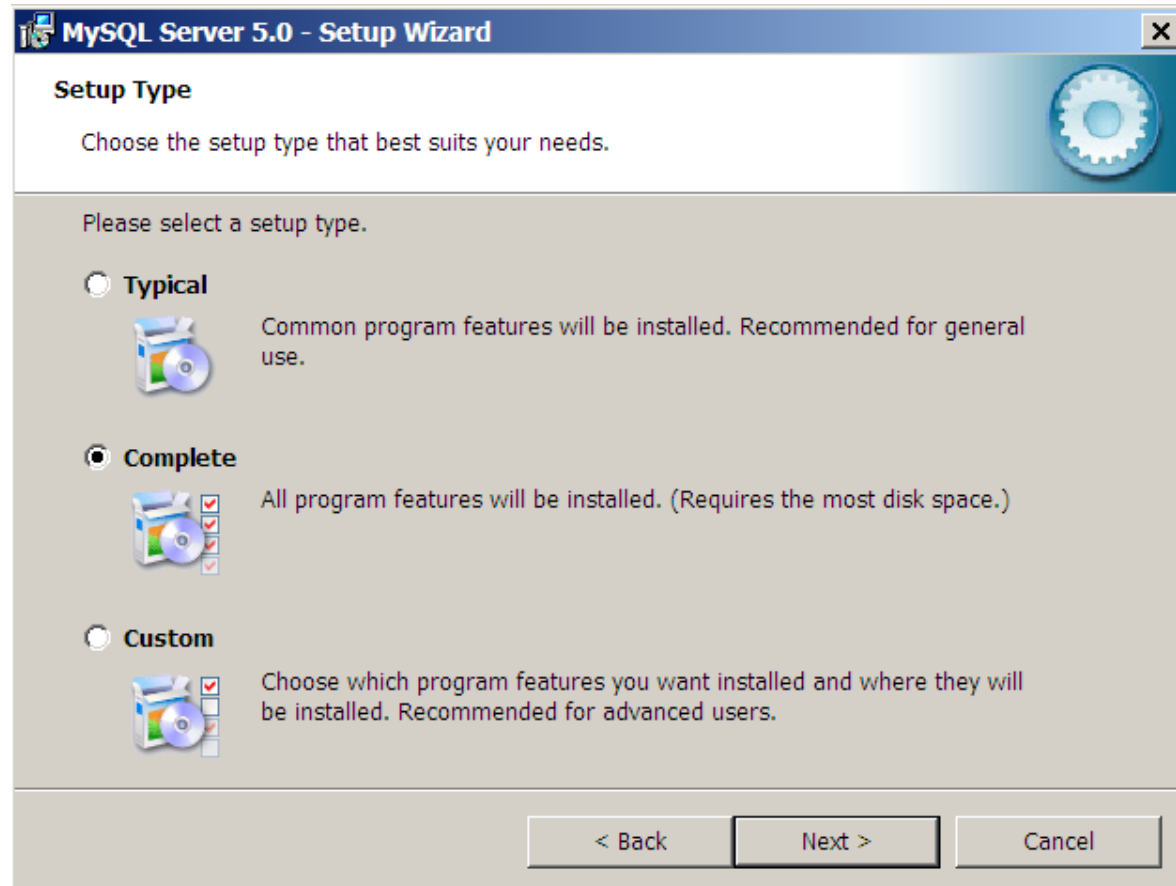 MySQL Server 5.0 - Setup Wizard
Setup Type
Choose the setup type that best suits your needs.
Please select a setup type.
Typical
Common program features will be installed. Recommended for general
use.
Complete
All program features will be installed. (Requires the most disk space.)
Custom
Choose which program features you want installed and where they will
be installed. Recommended for advanced users.
< Back
Next >
Cancel